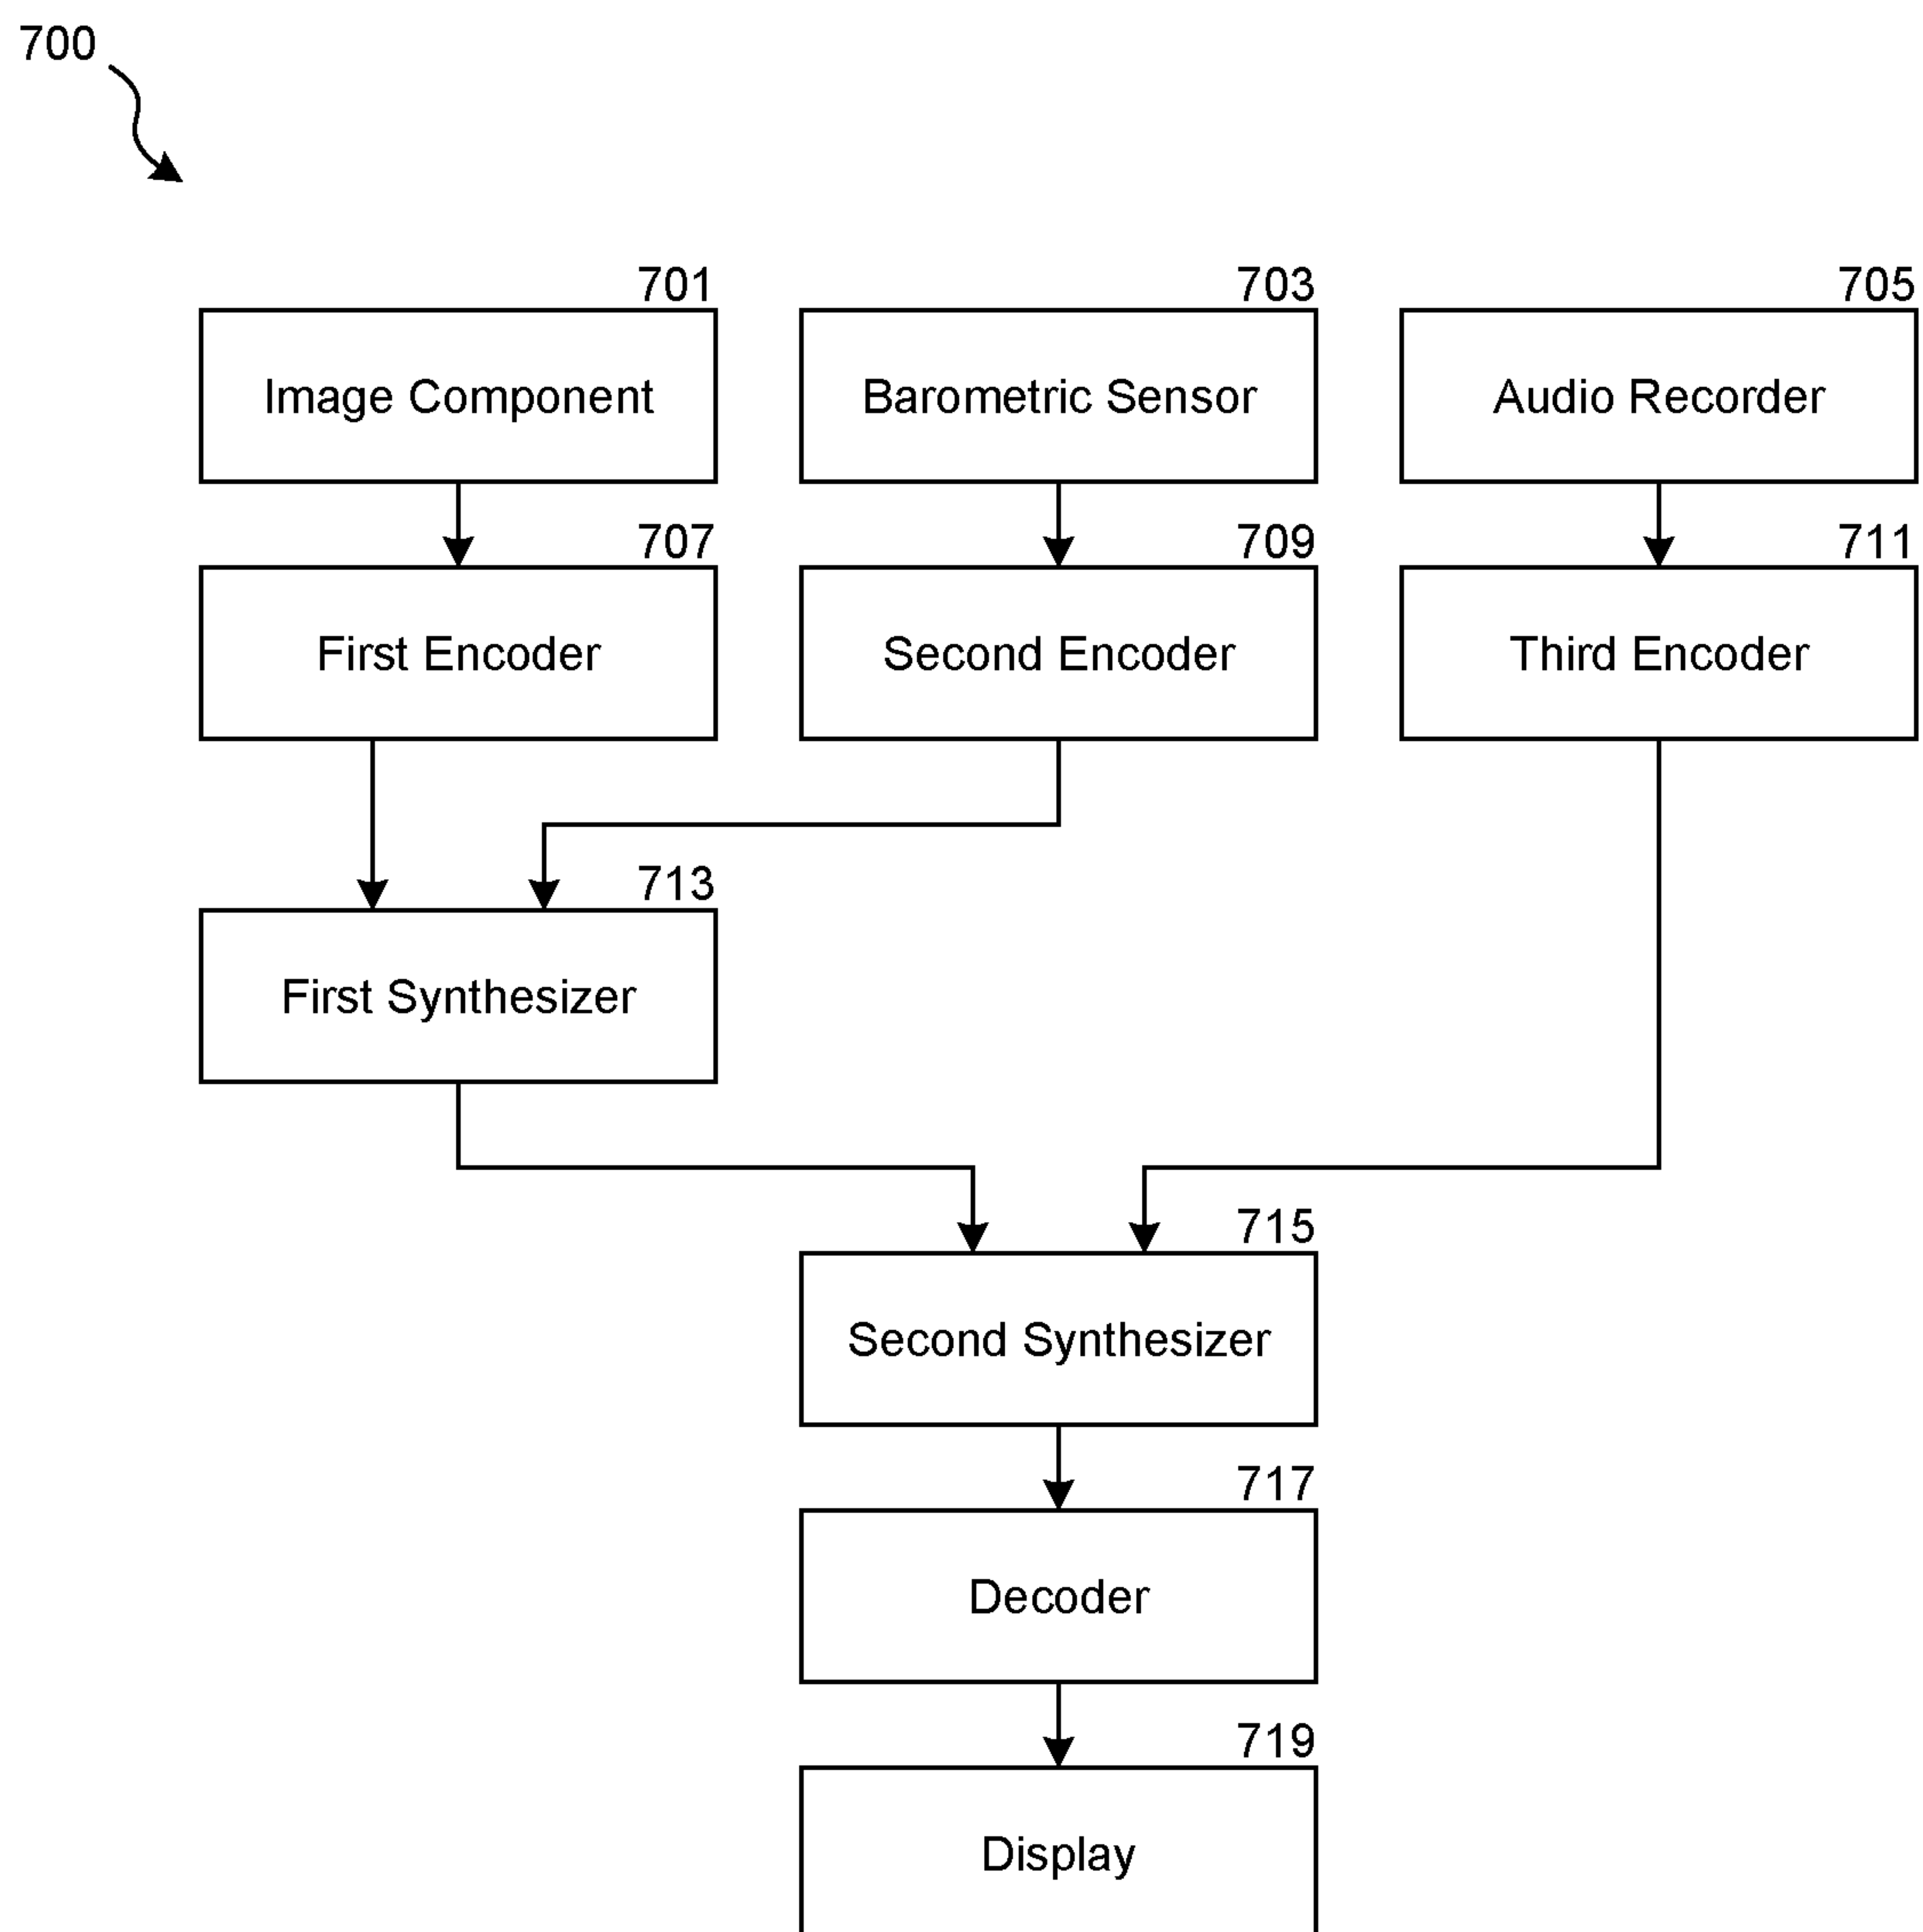 700
701
703
705
Image Component
Barometric Sensor
Audio Recorder
707
709
711
First Encoder
Second Encoder
Third Encoder
713
First Synthesizer
715
Second Synthesizer
717
Decoder
719
Display